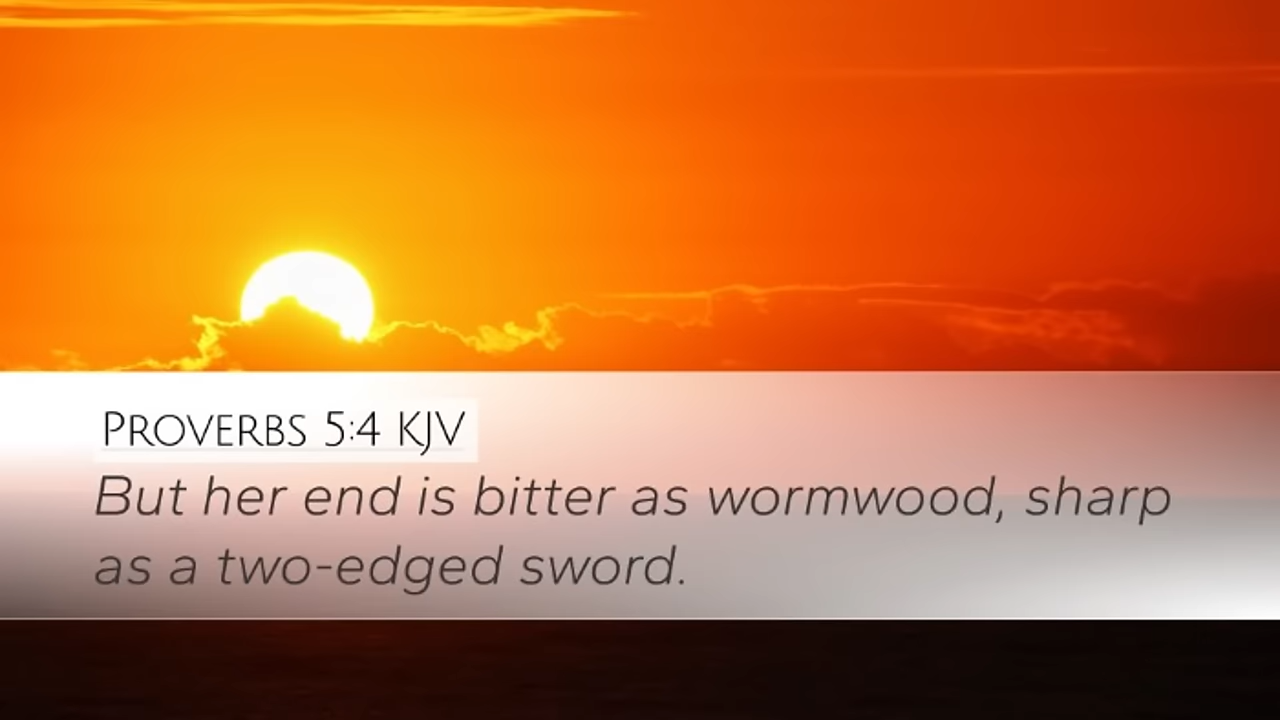 Proverbs 5:4 KJV
But her end is bitter as wormwood, sharp
as a two-edged sword.